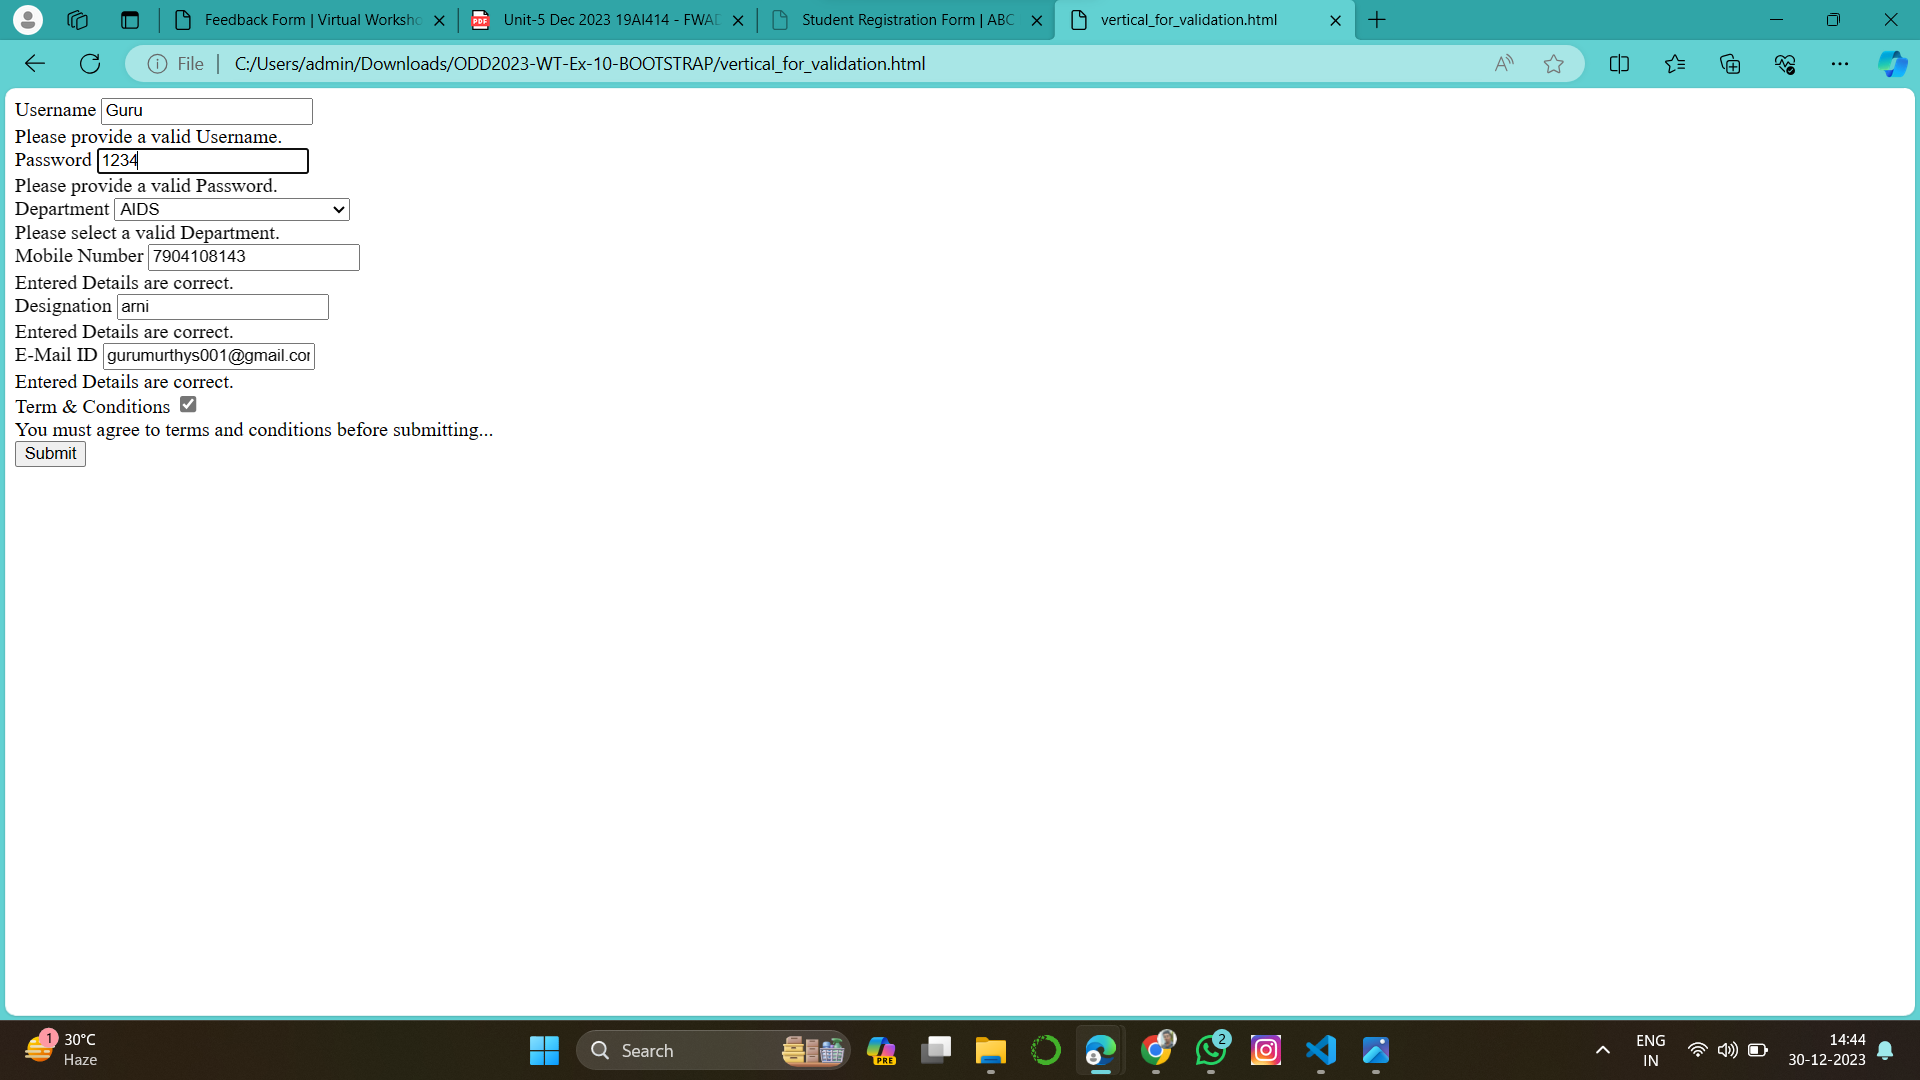 Feedback Form | Virtual Worksho
Unit-5 Dec 2023 19AI414 - FWAD
Student Registration Form | ABC
vertical_for_validation.html
File | C:/Users/admin/Downloads/ODD2023-WT-Ex-10-BOOTSTRAP/vertical_for_validation.html
Username Guru
Please provide a valid Username.
Password 1234
Please provide a valid Password.
Department AIDS
Please select a valid Department.
Mobile Number 7904108143
Entered Details are correct.
Designation arni
Entered Details are correct.
E-Mail ID gurumurthys001@gmail.com
Entered Details are correct.
Term & Conditions
You must agree to terms and conditions before submitting...
Submit
1
30°C
Haze
Search
PRE
2
ENG
IN
14:44
30-12-2023